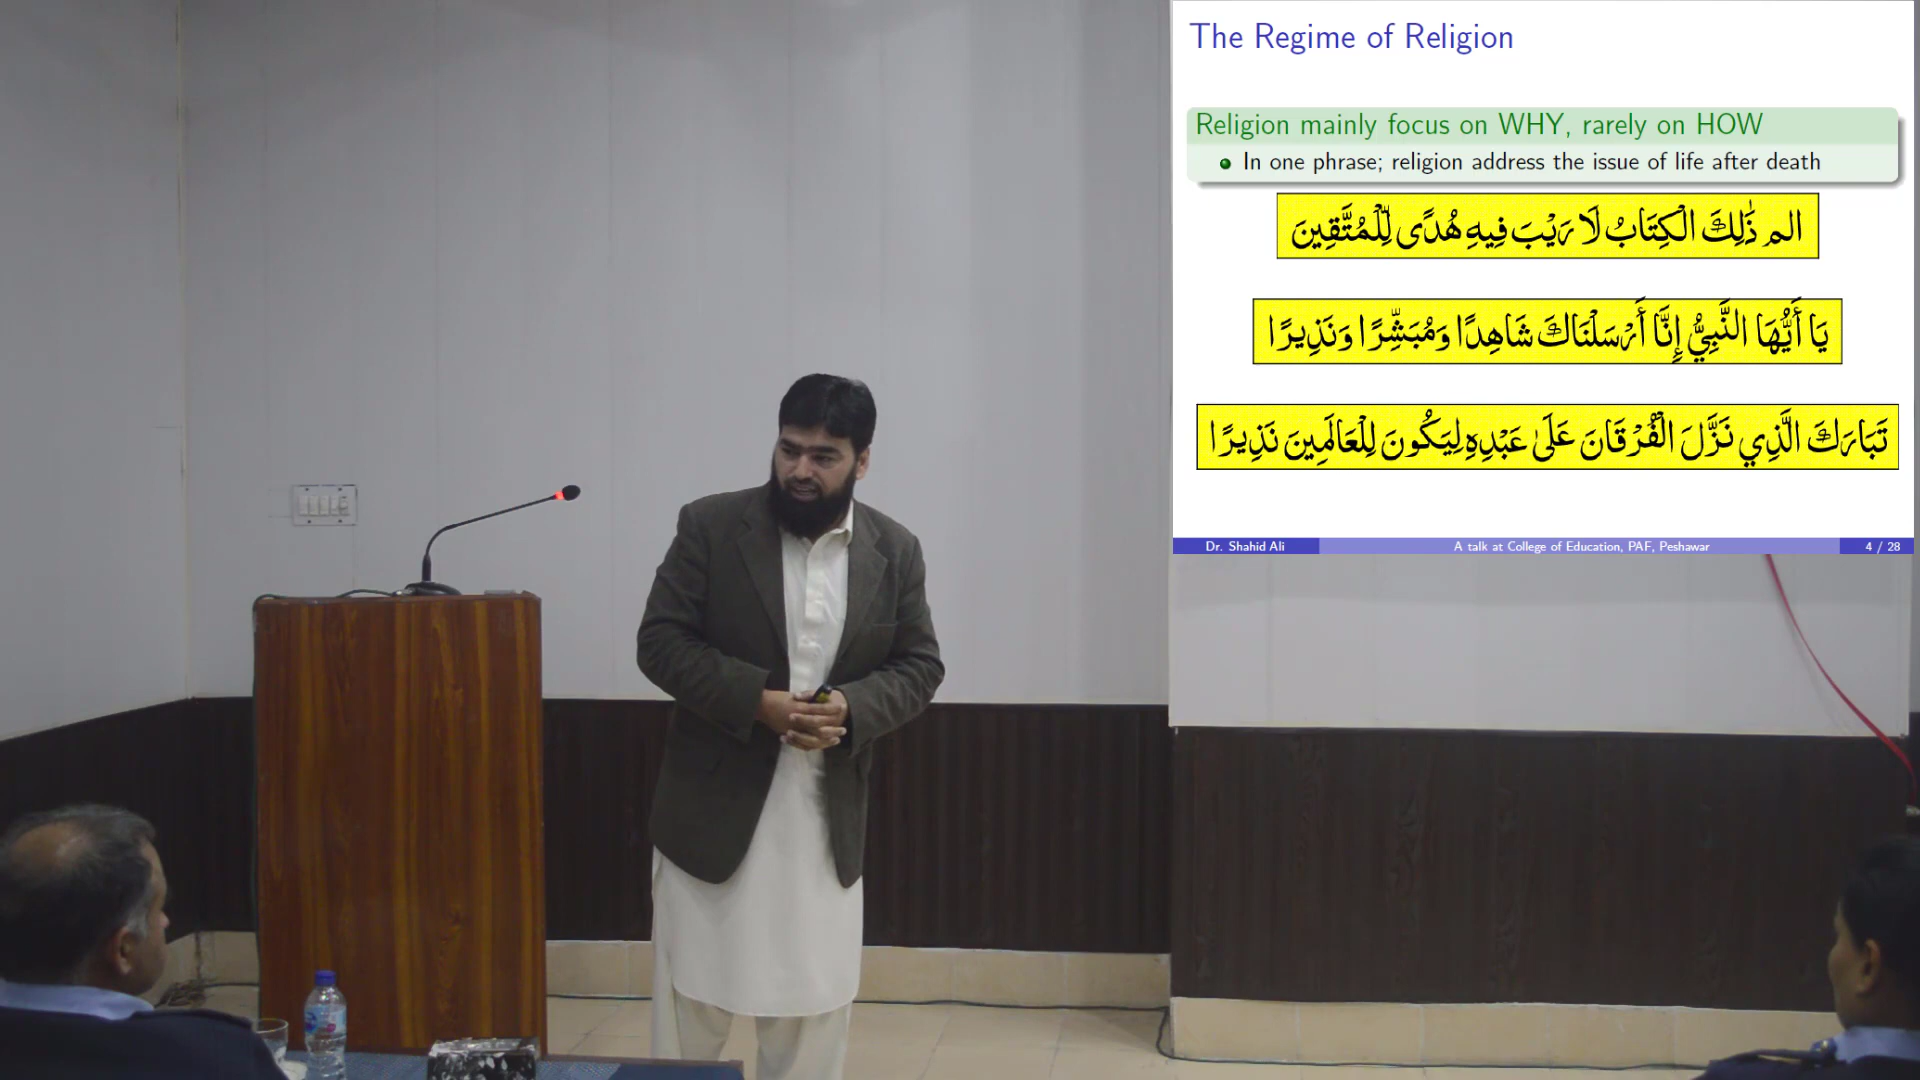 The Regime of Religion
Religion mainly focus on WHY, rarely on HOW
In one phrase; religion address the issue of life after death
الم ذَٰلِكَ الْكِتَابُ لَا رَيْبَ فِيهِ هُدًى لِّلْمُتَّقِينَ
يَا أَيُّهَا النَّبِيُّ إِنَّا أَرْسَلْنَاكَ شَاهِدًا وَمُبَشِّرًا وَنَذِيرًا
تَبَارَكَ الَّذِي نَزَّلَ الْفُرْقَانَ عَلَىٰ عَبْدِهِ لِيَكُونَ لِلْعَالَمِينَ نَذِيرًا
Dr. Shahid Ali A talk at College of Education, PAF, Peshawar 4 / 28